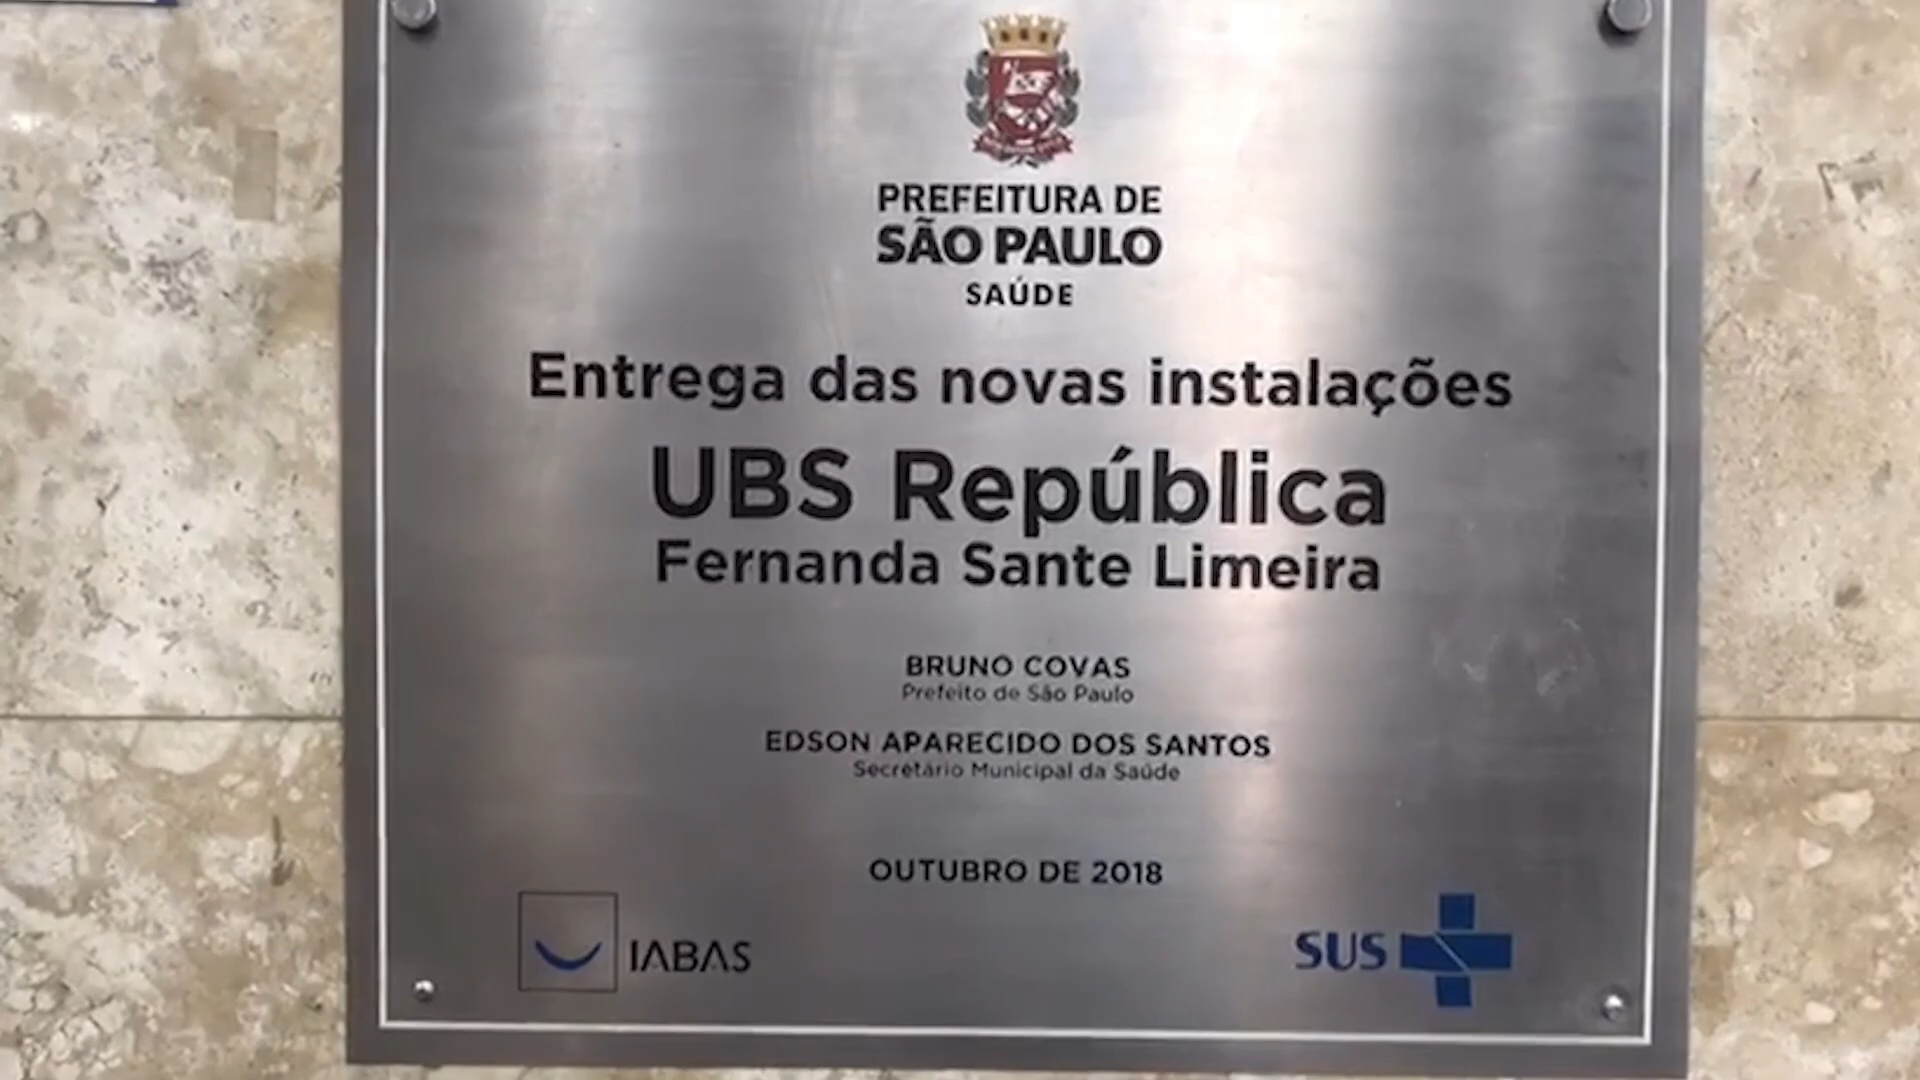 PREFEITURA DE
SÃO PAULO
SAÚDE
Entrega das novas instalações
UBS República
Fernanda Sante Limeira
BRUNO COVAS
Prefeito de São Paulo
EDSON APARECIDO DOS SANTOS
Secretário Municipal da Saúde
OUTUBRO DE 2018
IABAS
SUS